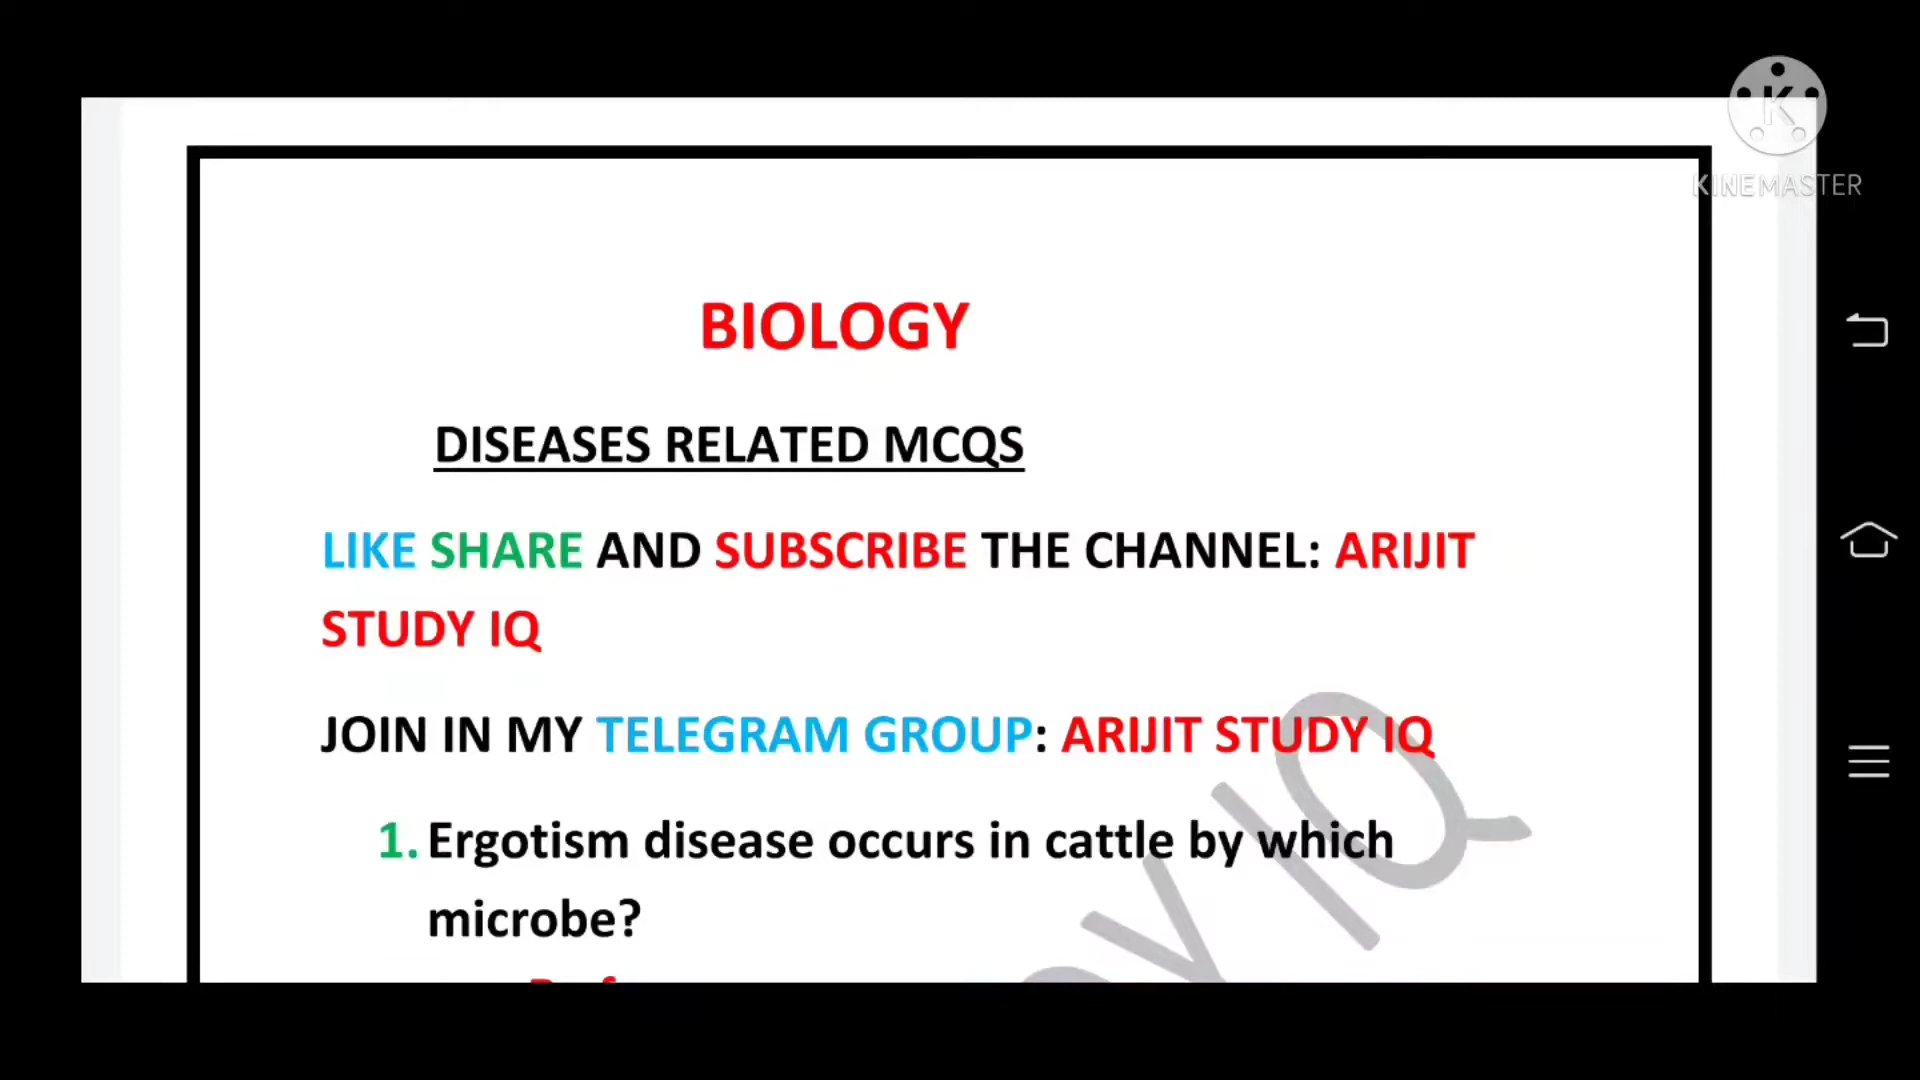 KINEMASTER
BIOLOGY
DISEASES RELATED MCQS
LIKE SHARE AND SUBSCRIBE THE CHANNEL: ARIJIT
STUDY IQ
JOIN IN MY TELEGRAM GROUP: ARIJIT STUDY IQ
1. Ergotism disease occurs in cattle by which
microbe?
IQ